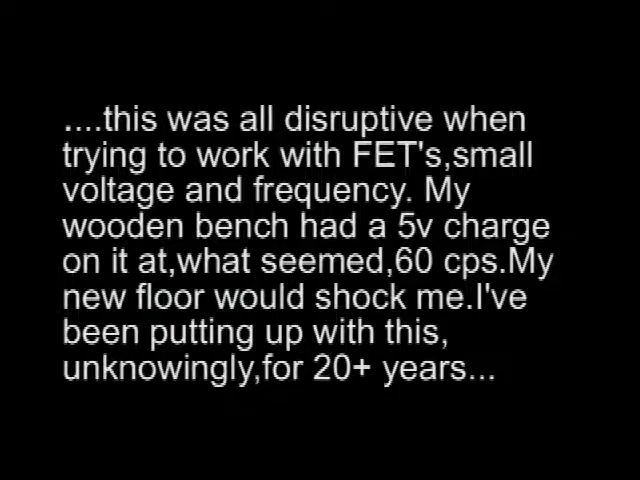 ....this was all disruptive when
trying to work with FET's,small
voltage and frequency. My
wooden bench had a 5v charge
on it at,what seemed,60 cps.My
new floor would shock me.I've
been putting up with this,
unknowingly,for 20+ years...